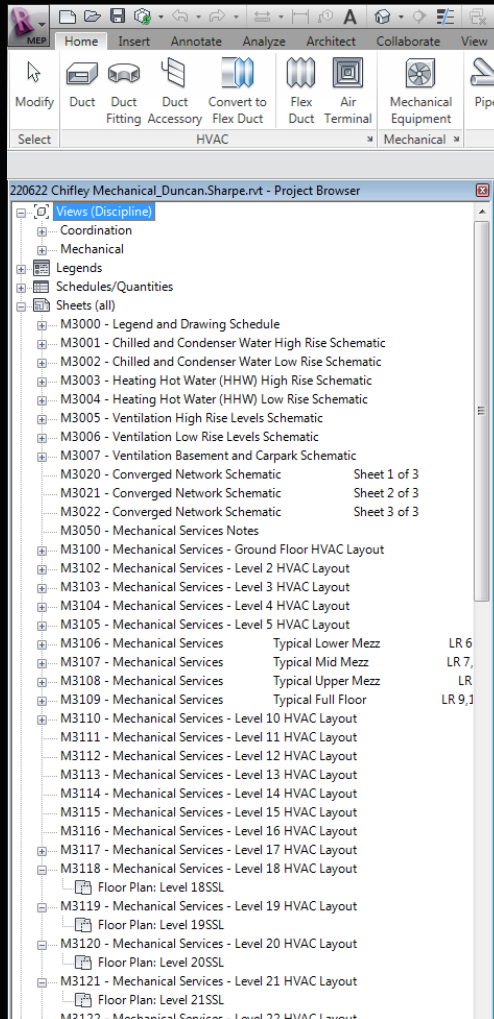 MEP Home Insert Annotate Analyze Architect Collaborate View
Modify Duct Duct Fitting Duct Accessory Convert to Flex Duct Flex Duct Air Terminal Mechanical Equipment Pipe
Select HVAC Mechanical
220622 Chifley Mechanical_Duncan.Sharpe.rvt - Project Browser
Views (Discipline)
Coordination
Mechanical
Legends
Schedules/Quantities
Sheets (all)
M3000 - Legend and Drawing Schedule
M3001 - Chilled and Condenser Water High Rise Schematic
M3002 - Chilled and Condenser Water Low Rise Schematic
M3003 - Heating Hot Water (HHW) High Rise Schematic
M3004 - Heating Hot Water (HHW) Low Rise Schematic
M3005 - Ventilation High Rise Levels Schematic
M3006 - Ventilation Low Rise Levels Schematic
M3007 - Ventilation Basement and Carpark Schematic
M3020 - Converged Network Schematic Sheet 1 of 3
M3021 - Converged Network Schematic Sheet 2 of 3
M3022 - Converged Network Schematic Sheet 3 of 3
M3050 - Mechanical Services Notes
M3100 - Mechanical Services - Ground Floor HVAC Layout
M3102 - Mechanical Services - Level 2 HVAC Layout
M3103 - Mechanical Services - Level 3 HVAC Layout
M3104 - Mechanical Services - Level 4 HVAC Layout
M3105 - Mechanical Services - Level 5 HVAC Layout
M3106 - Mechanical Services Typical Lower Mezz LR 6
M3107 - Mechanical Services Typical Mid Mezz LR 7,
M3108 - Mechanical Services Typical Upper Mezz LR
M3109 - Mechanical Services Typical Full Floor LR 9,1
M3110 - Mechanical Services - Level 10 HVAC Layout
M3111 - Mechanical Services - Level 11 HVAC Layout
M3112 - Mechanical Services - Level 12 HVAC Layout
M3113 - Mechanical Services - Level 13 HVAC Layout
M3114 - Mechanical Services - Level 14 HVAC Layout
M3115 - Mechanical Services - Level 15 HVAC Layout
M3116 - Mechanical Services - Level 16 HVAC Layout
M3117 - Mechanical Services - Level 17 HVAC Layout
M3118 - Mechanical Services - Level 18 HVAC Layout
Floor Plan: Level 18SSL
M3119 - Mechanical Services - Level 19 HVAC Layout
Floor Plan: Level 19SSL
M3120 - Mechanical Services - Level 20 HVAC Layout
Floor Plan: Level 20SSL
M3121 - Mechanical Services - Level 21 HVAC Layout
Floor Plan: Level 21SSL
M3122 - Mechanical Services - Level 22 HVAC Layout